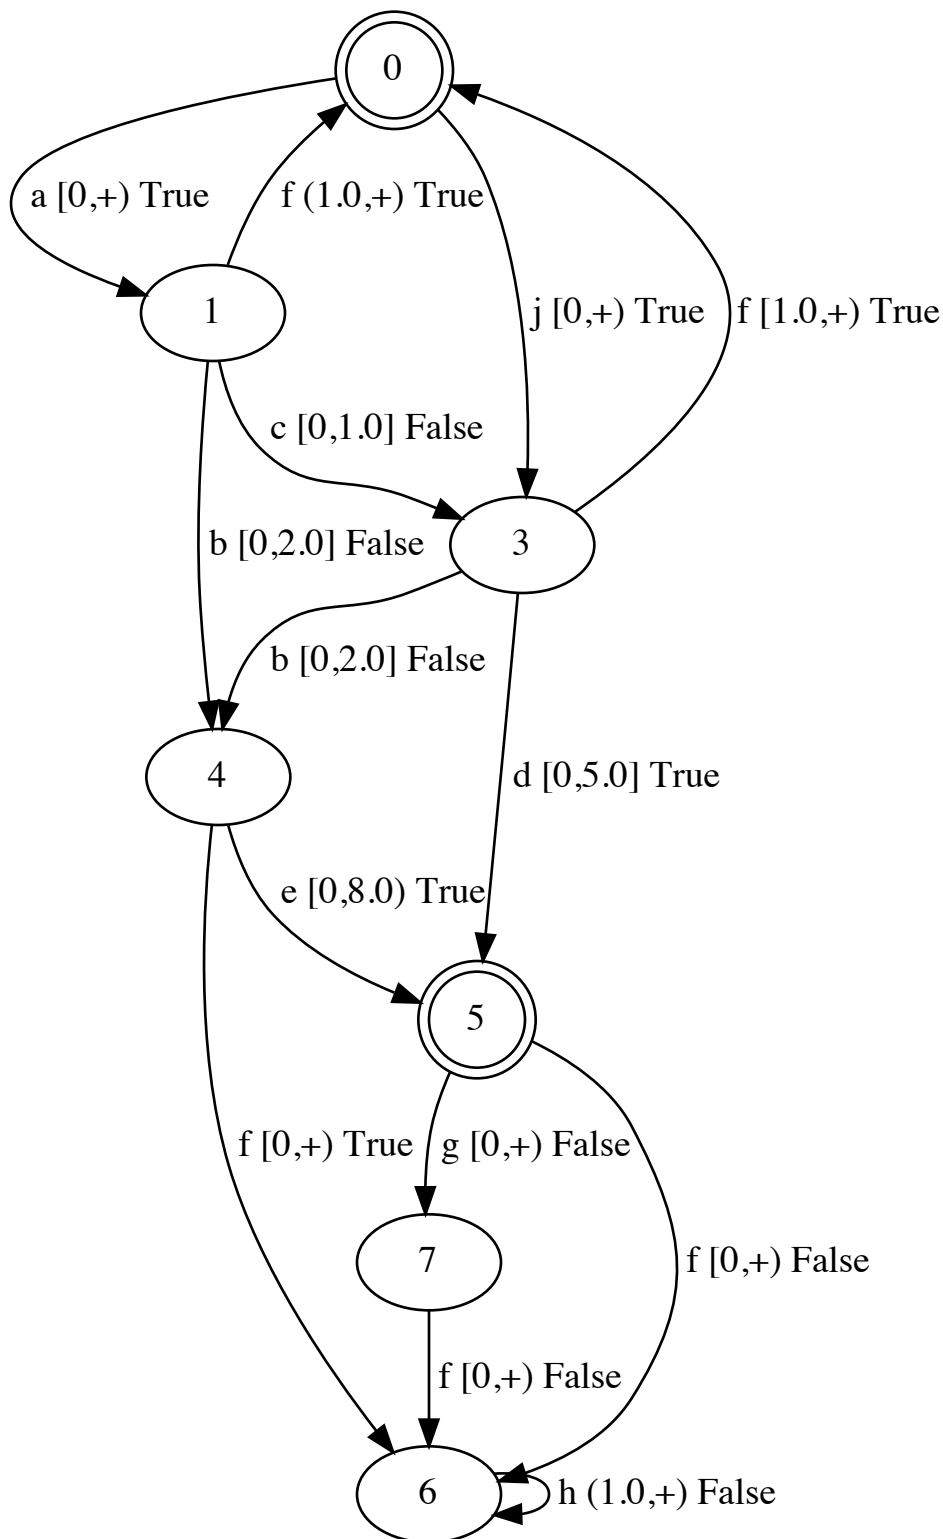 0
a [0,+) True
f (1.0,+) True
1
j [0,+) True
f [1.0,+) True
c [0,1.0] False
b [0,2.0] False
3
b [0,2.0] False
4
d [0,5.0] True
e [0,8.0) True
5
f [0,+) True
g [0,+) False
7
f [0,+) False
f [0,+) False
6
h (1.0,+) False